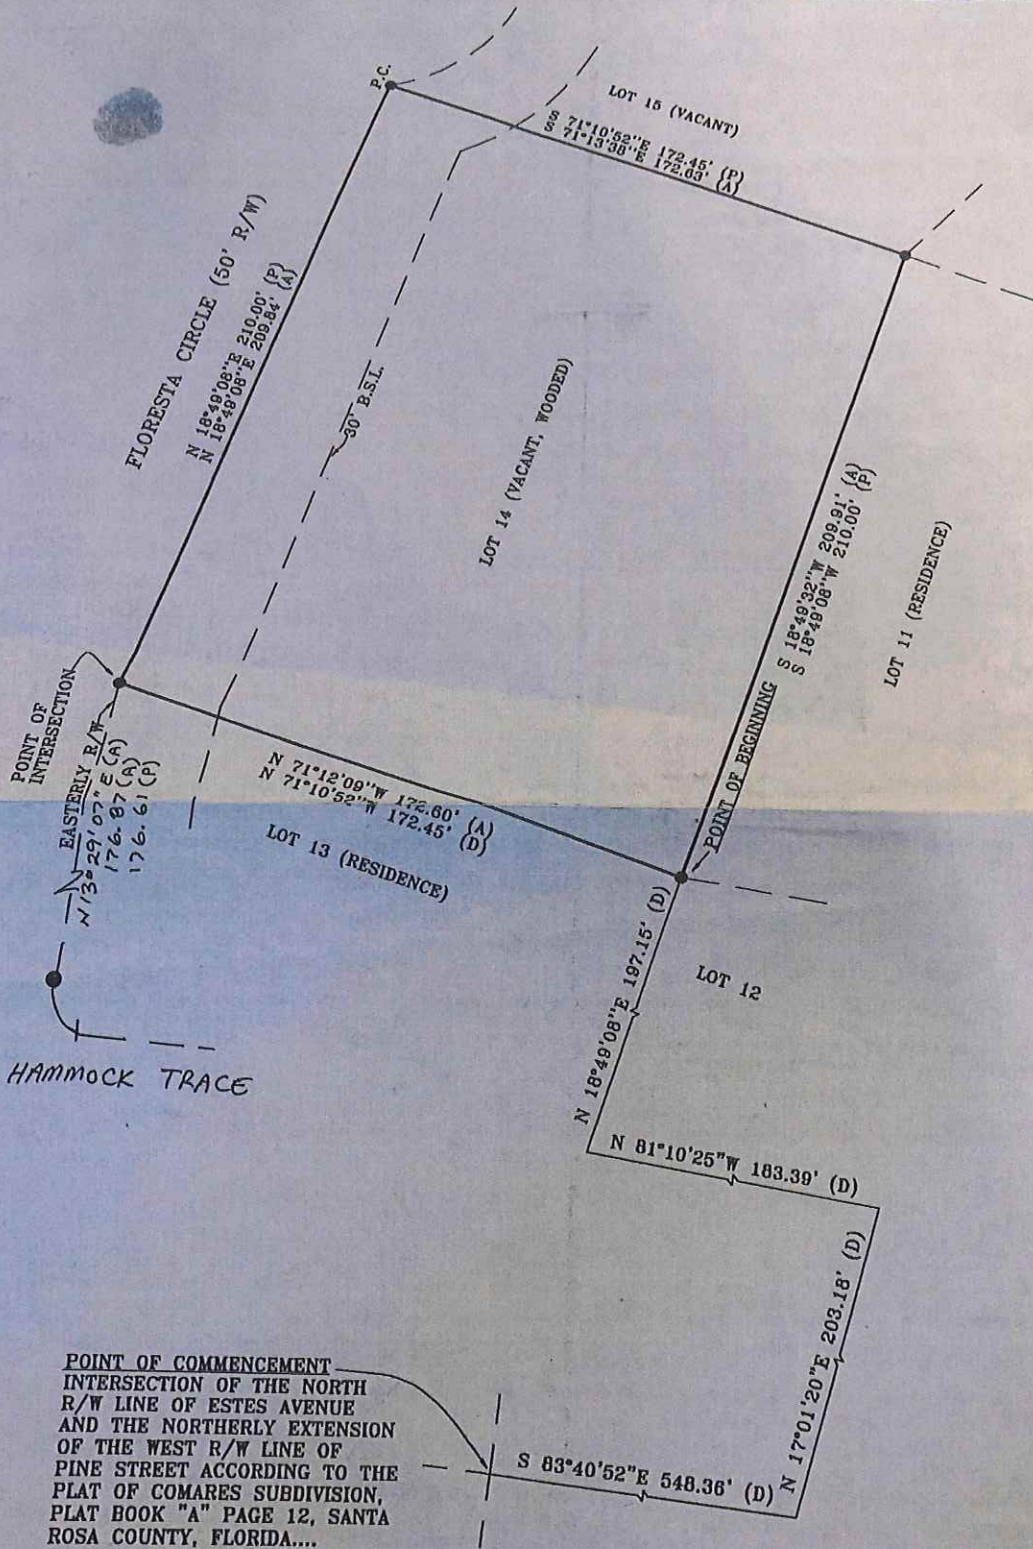 P.C.
LOT 15 (VACANT)
S 71°10'52"E 172.45' (P)
S 71°13'38"E 172.63' (A)
FLORESTA CIRCLE (50' R/W)
N 18°49'08"E 210.00' (P)
N 18°49'08"E 209.84' (A)
30' B.S.L.
LOT 14 (VACANT, WOODED)
S 18°49'32"W 209.91' (A)
S 18°49'08"W 210.00' (P)
LOT 11 (RESIDENCE)
POINT OF
INTERSECTION
EASTERLY R/W
N 13°29'07" E (A)
176.87 (A)
176.61 (P)
N 71°12'09"W 172.60' (A)
N 71°10'52"W 172.45' (D)
LOT 13 (RESIDENCE)
POINT OF BEGINNING
N 18°49'08"E 197.15' (D)
LOT 12
HAMMOCK TRACE
N 81°10'25"W 183.39' (D)
N 17°01'20"E 203.18' (D)
S 83°40'52"E 548.36' (D)
POINT OF COMMENCEMENT
INTERSECTION OF THE NORTH
R/W LINE OF ESTES AVENUE
AND THE NORTHERLY EXTENSION
OF THE WEST R/W LINE OF
PINE STREET ACCORDING TO THE
PLAT OF COMARES SUBDIVISION,
PLAT BOOK "A" PAGE 12, SANTA
ROSA COUNTY, FLORIDA....